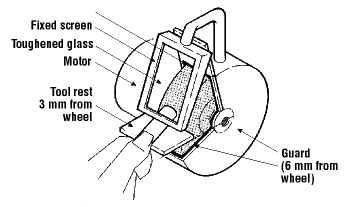 Fixed screen
Toughened glass
Motor
Tool rest
3 mm from
wheel
Guard
(6 mm from
wheel)